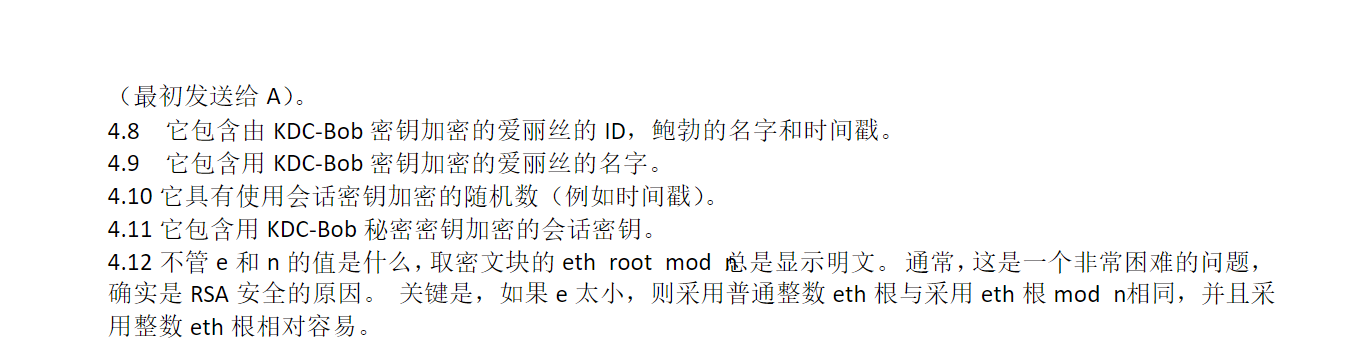 （最初发送给 A）。
4.8 它包含由 KDC-Bob 密钥加密的爱丽丝的 ID，鲍勃的名字和时间戳。
4.9 它包含用 KDC-Bob 密钥加密的爱丽丝的名字。
4.10 它具有使用会话密钥加密的随机数（例如时间戳）。
4.11 它包含用 KDC-Bob 秘密密钥加密的会话密钥。
4.12 不管 e 和 n 的值是什么，取密文块的 eth root mod n总是显示明文。 通常，这是一个非常困难的问题，
确实是 RSA 安全的原因。 关键是，如果 e 太小，则采用普通整数 eth 根与采用 eth 根 mod n相同，并且采
用整数 eth 根相对容易。